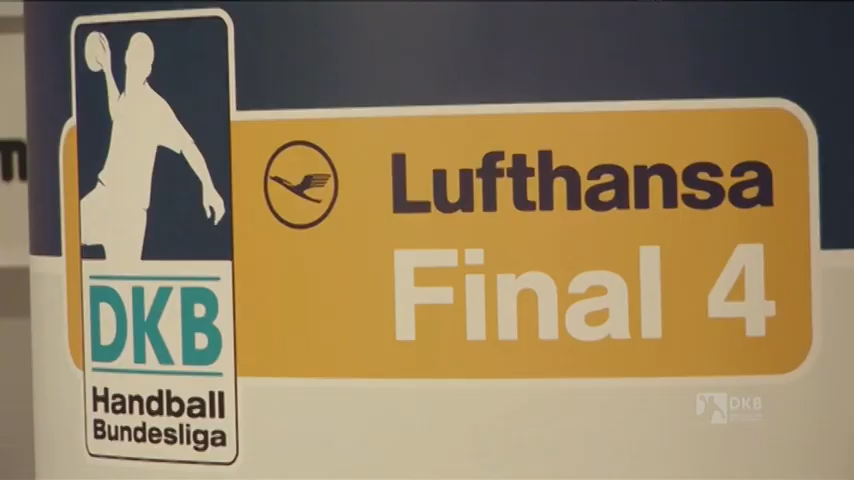 Lufthansa
Final 4
DKB
Handball
Bundesliga
m
DKB